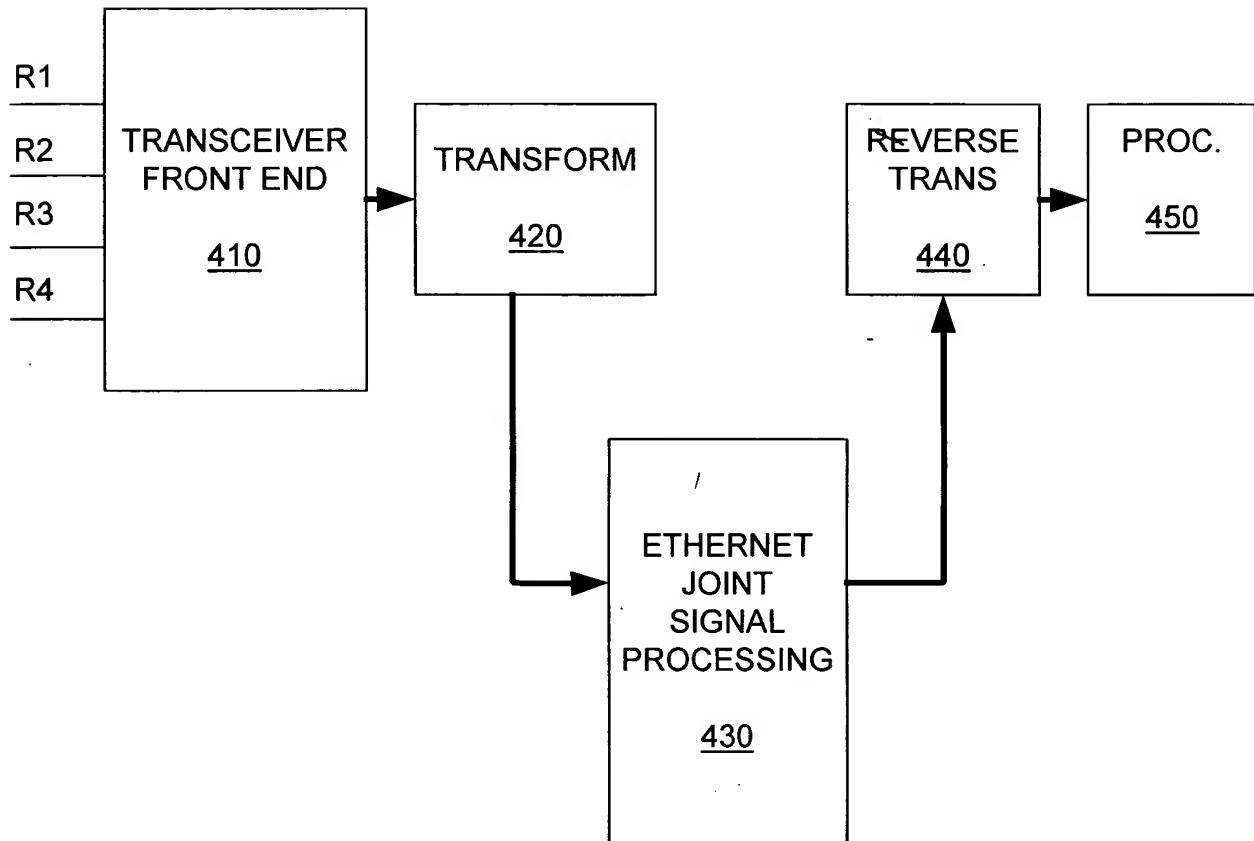 R1
R2
R3
R4
TRANSCEIVER
FRONT END
410
TRANSFORM
420
REVERSE
TRANS
440
PROC.
450
ETHERNET
JOINT
SIGNAL
PROCESSING
430